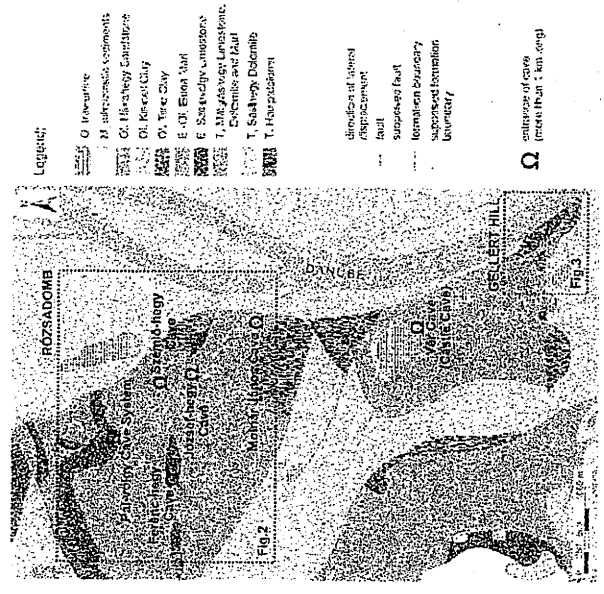 Legend:
Q. travertine
M. siliciclastic sediments
Ol. Hárshegy Sandstone
Ol. Kiscell Clay
Ol. Tard Clay
E.-Ol. Buda Marl
E. Szépvölgy Limestone
T. Mátyáshegy Limestone,
Dolomite and Marl
T. Sashegy Dolomite
T. Hauptdolomit
direction of lateral
displacement
fault
supposed fault
formation boundary
supposed formation
boundary
Ω entrance of cave
(more than 1 km long)
RÓZSADOMB
Cave System
Ω Szemlő-hegy
Cave
Ferenc-hegy
Cave
József-hegy
Cave Ω
Molnár János Cave Ω
Fig.2
DANUBE
Ω
Vár Cave
(Castle Cave)
GELLÉRT HILL
Fig.3